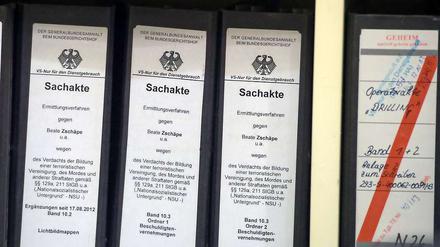 DER GENERALBUNDESANWALT
BEIM BUNDESGERICHTSHOF
VS-Nur für den Dienstgebrauch
Sachakte
Ermittlungsverfahren
gegen
Beate Zschäpe
u.a.
wegen
des Verdachts der Bildung
einer terroristischen
Vereinigung, des Mordes und
anderer Straftaten gemäß
§§ 129a, 211 StGB u.A.
(„Nationalsozialistischer
Untergrund“ - NSU -)
Ergänzungen seit 17.08.2012
Band 10.2
Lichtbildmappen
DER GENERALBUNDESANWALT
BEIM BUNDESGERICHTSHOF
VS-Nur für den Dienstgebrauch
Sachakte
Ermittlungsverfahren
gegen
Beate Zschäpe
u.a.
wegen
des Verdachts der Bildung
einer terroristischen
Vereinigung, des Mordes und
anderer Straftaten gemäß
§§ 129a, 211 StGB u.A.
(„Nationalsozialistischer
Untergrund“ - NSU -)
Band 10.3
Ordner 1
Beschuldigten-
vernehmungen
DER GENERALBUNDESANWALT
BEIM BUNDESGERICHTSHOF
VS-Nur für den Dienstgebrauch
Sachakte
Ermittlungsverfahren
gegen
Beate Zschäpe
u.a.
wegen
des Verdachts der Bildung
einer terroristischen
Vereinigung, des Mordes und
anderer Straftaten gemäß
§§ 129a, 211 StGB u.A.
(„Nationalsozialistischer
Untergrund“ - NSU -)
Band 10.3
Ordner 2
Beschuldigten-
vernehmungen
GEHEIM
Operativakte
"DRILLING"
Band 1+2
zum Schreiben